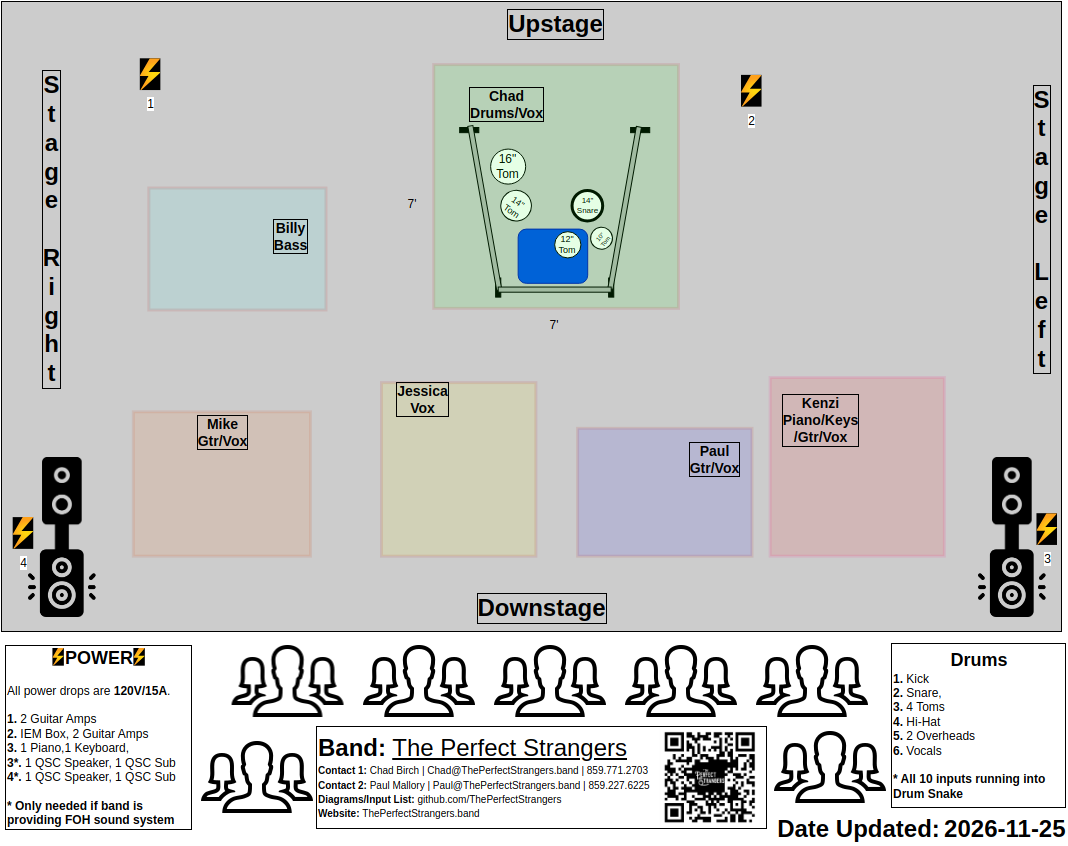 Upstage
Stage Right
Stage Left
1
2
Chad
Drums/Vox
16"
Tom
14"
Tom
14"
Snare
12"
Tom
10"
Tom
7'
7'
Billy
Bass
Mike
Gtr/Vox
Jessica
Vox
Paul
Gtr/Vox
Kenzi
Piano/Keys
/Gtr/Vox
4
3
Downstage
POWER
All power drops are 120V/15A.
1. 2 Guitar Amps
2. IEM Box, 2 Guitar Amps
3. 1 Piano,1 Keyboard,
3*. 1 QSC Speaker, 1 QSC Sub
4*. 1 QSC Speaker, 1 QSC Sub
* Only needed if band is
providing FOH sound system
Band: The Perfect Strangers
Contact 1: Chad Birch | Chad@ThePerfectStrangers.band | 859.771.2703
Contact 2: Paul Mallory | Paul@ThePerfectStrangers.band | 859.227.6225
Diagrams/Input List: github.com/ThePerfectStrangers
Website: ThePerfectStrangers.band
PERFECT
STRANGERS
Drums
1. Kick
2. Snare,
3. 4 Toms
4. Hi-Hat
5. 2 Overheads
6. Vocals
* All 10 inputs running into
Drum Snake
Date Updated: 2026-11-25